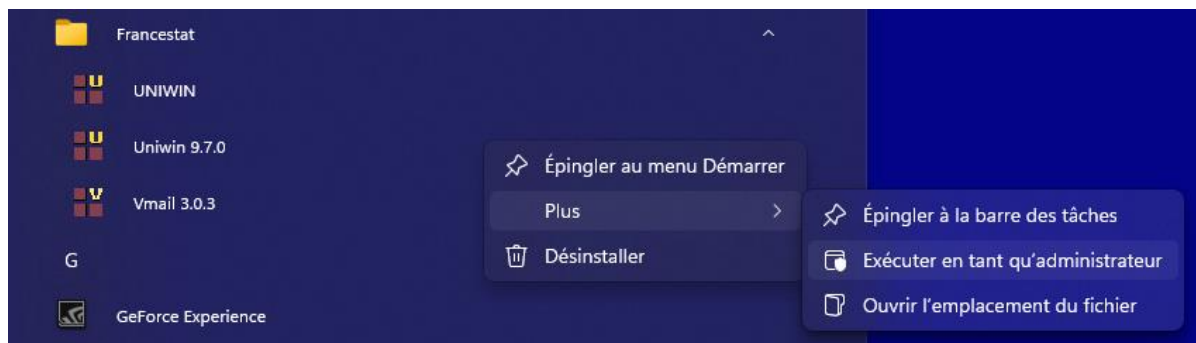 Francestat
UNIWIN
Uniwin 9.7.0
Vmail 3.0.3
G
GeForce Experience
Épingler au menu Démarrer
Plus
Désinstaller
Épingler à la barre des tâches
Exécuter en tant qu'administrateur
Ouvrir l'emplacement du fichier